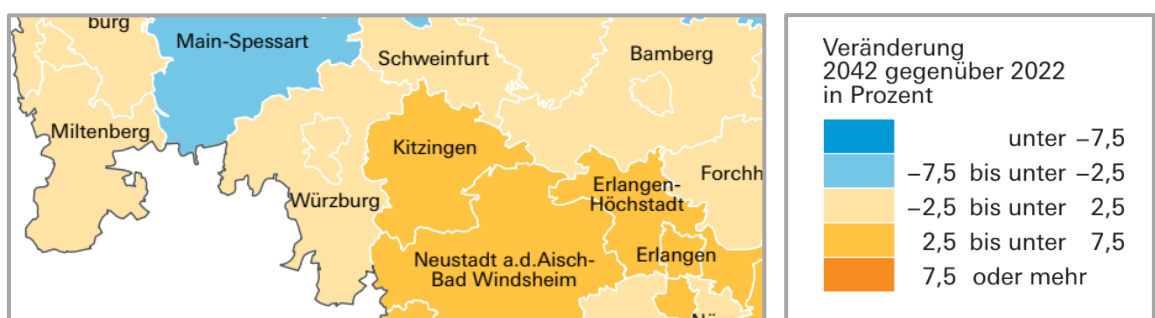 burg
Main-Spessart
Schweinfurt
Bamberg
Miltenberg
Kitzingen
Würzburg
Erlangen-
Höchstadt
Forchh
Erlangen
Neustadt a.d.Aisch-
Bad Windsheim
Veränderung
2042 gegenüber 2022
in Prozent
unter −7,5
−7,5 bis unter −2,5
−2,5 bis unter 2,5
2,5 bis unter 7,5
7,5 oder mehr